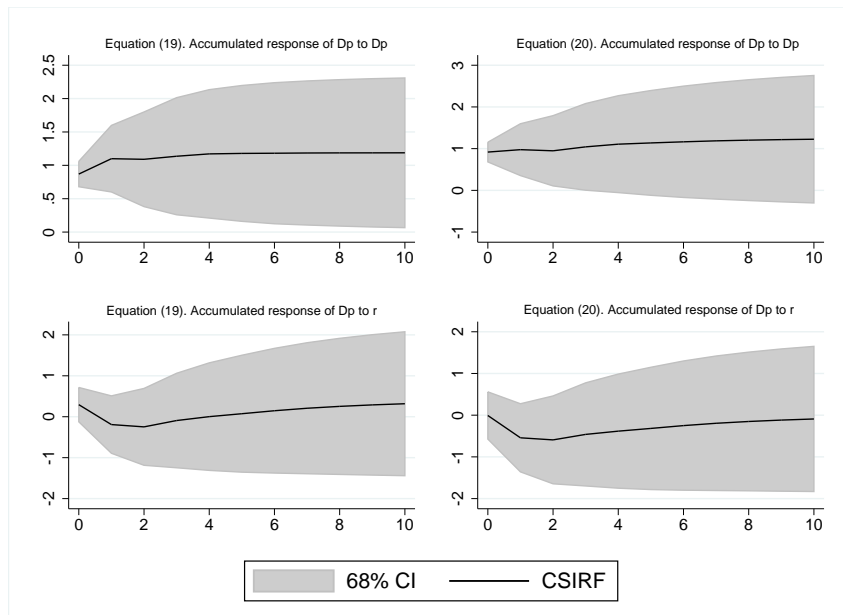 Equation (19). Accumulated response of Dp to Dp
2.5
2
1.5
1
.5
0
0 2 4 6 8 10
Equation (20). Accumulated response of Dp to Dp
3
2
1
0
-1
0 2 4 6 8 10
Equation (19). Accumulated response of Dp to r
2
1
0
-1
-2
0 2 4 6 8 10
Equation (20). Accumulated response of Dp to r
2
1
0
-1
-2
0 2 4 6 8 10
68% CI CSIRF